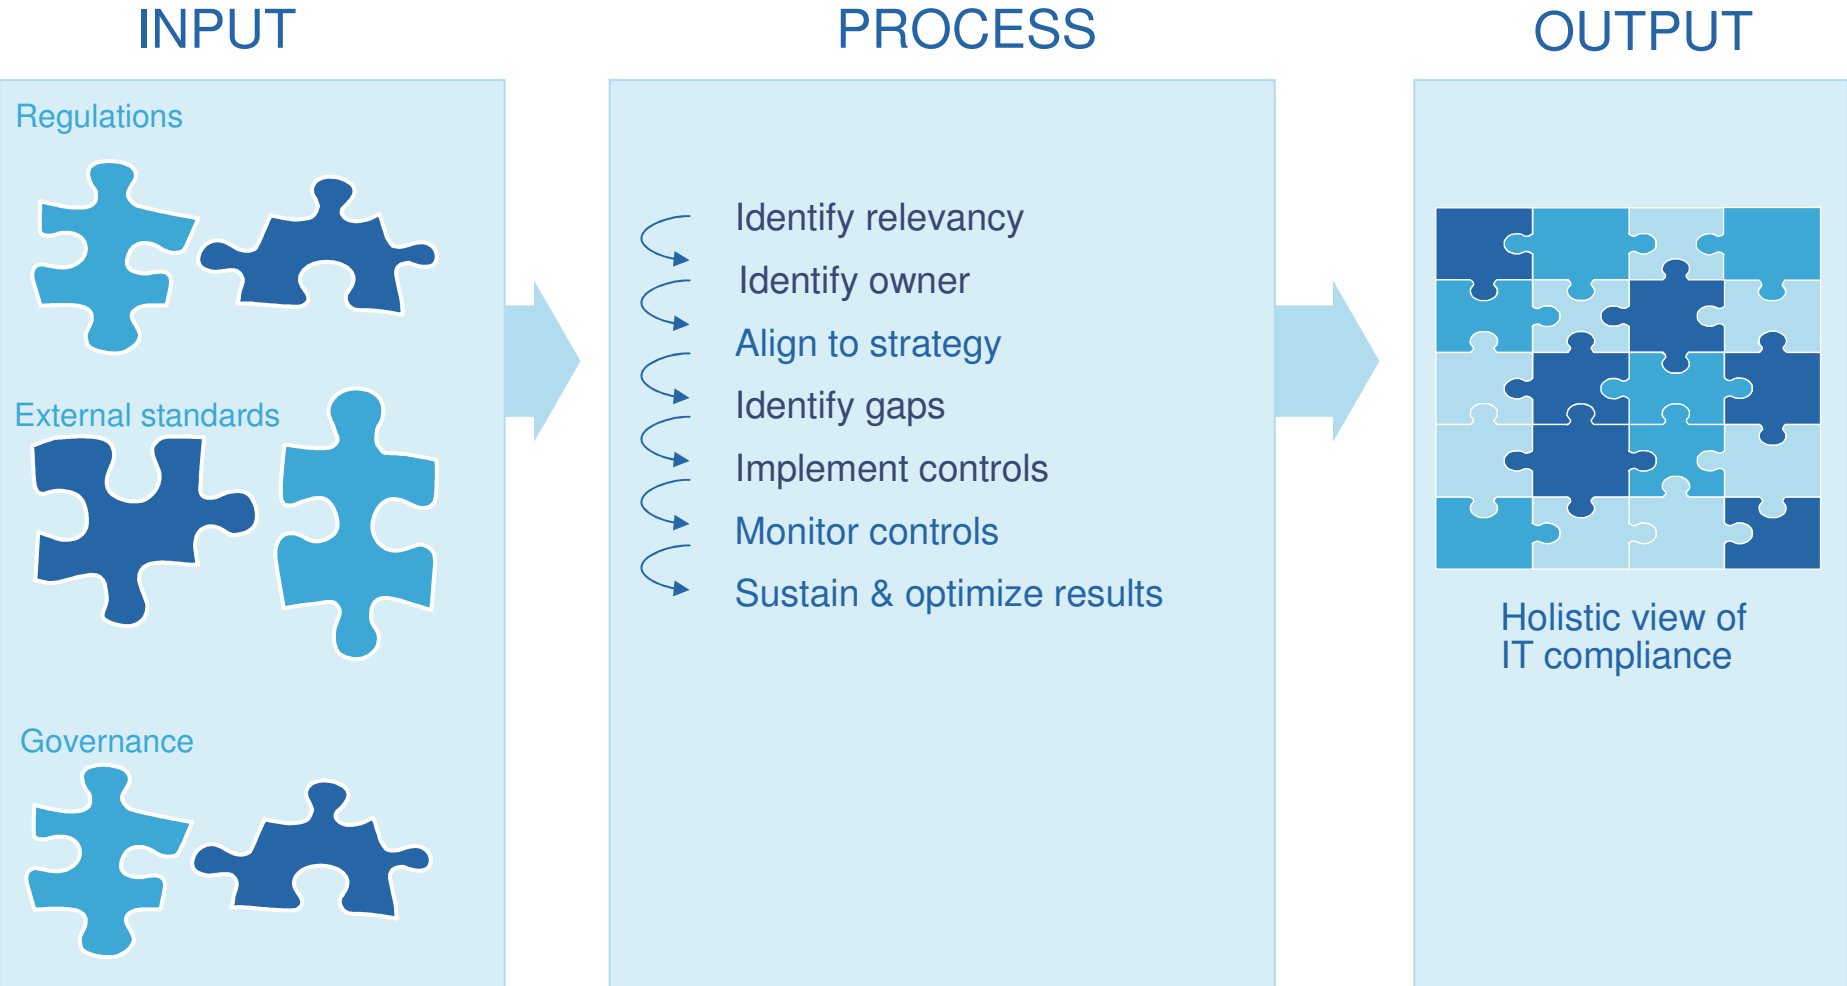 INPUT
PROCESS
OUTPUT
Regulations
External standards
Governance
Identify relevancy
Identify owner
Align to strategy
Identify gaps
Implement controls
Monitor controls
Sustain & optimize results
Holistic view of
IT compliance